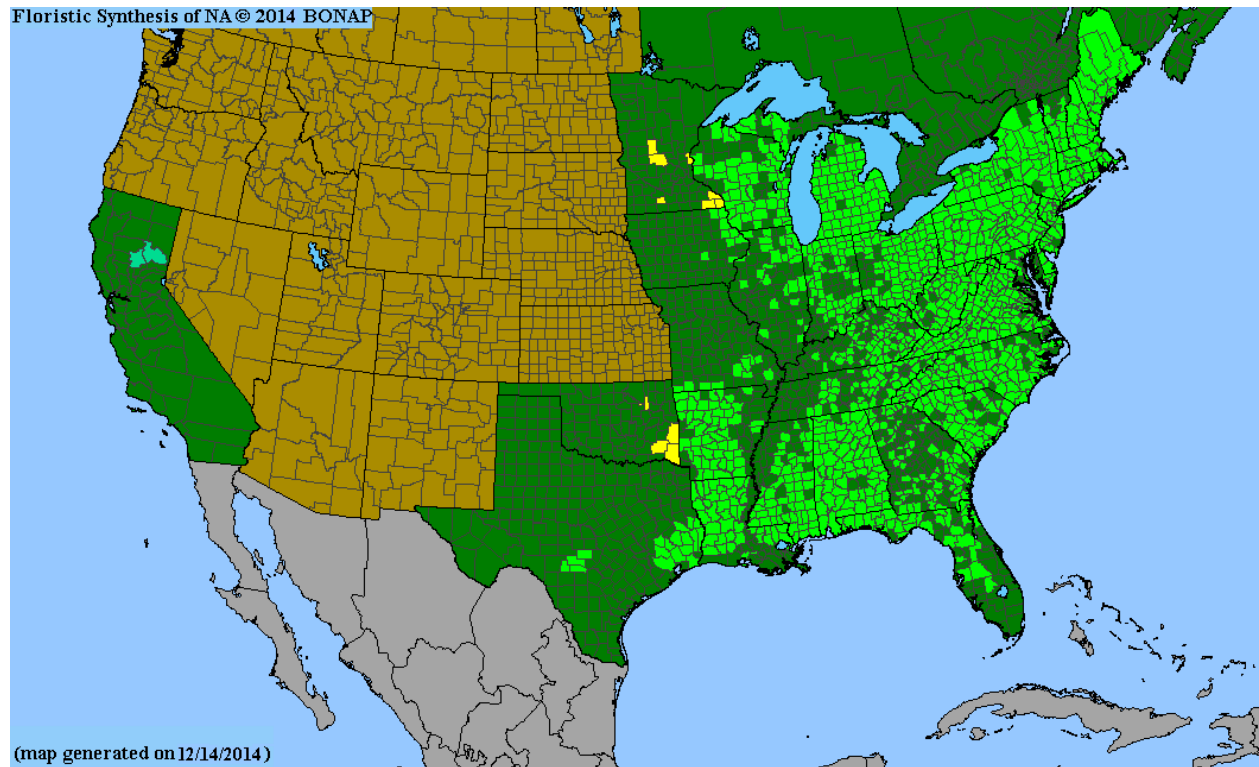 Floristic Synthesis of NA © 2014 BONAP
(map generated on 12/14/2014)